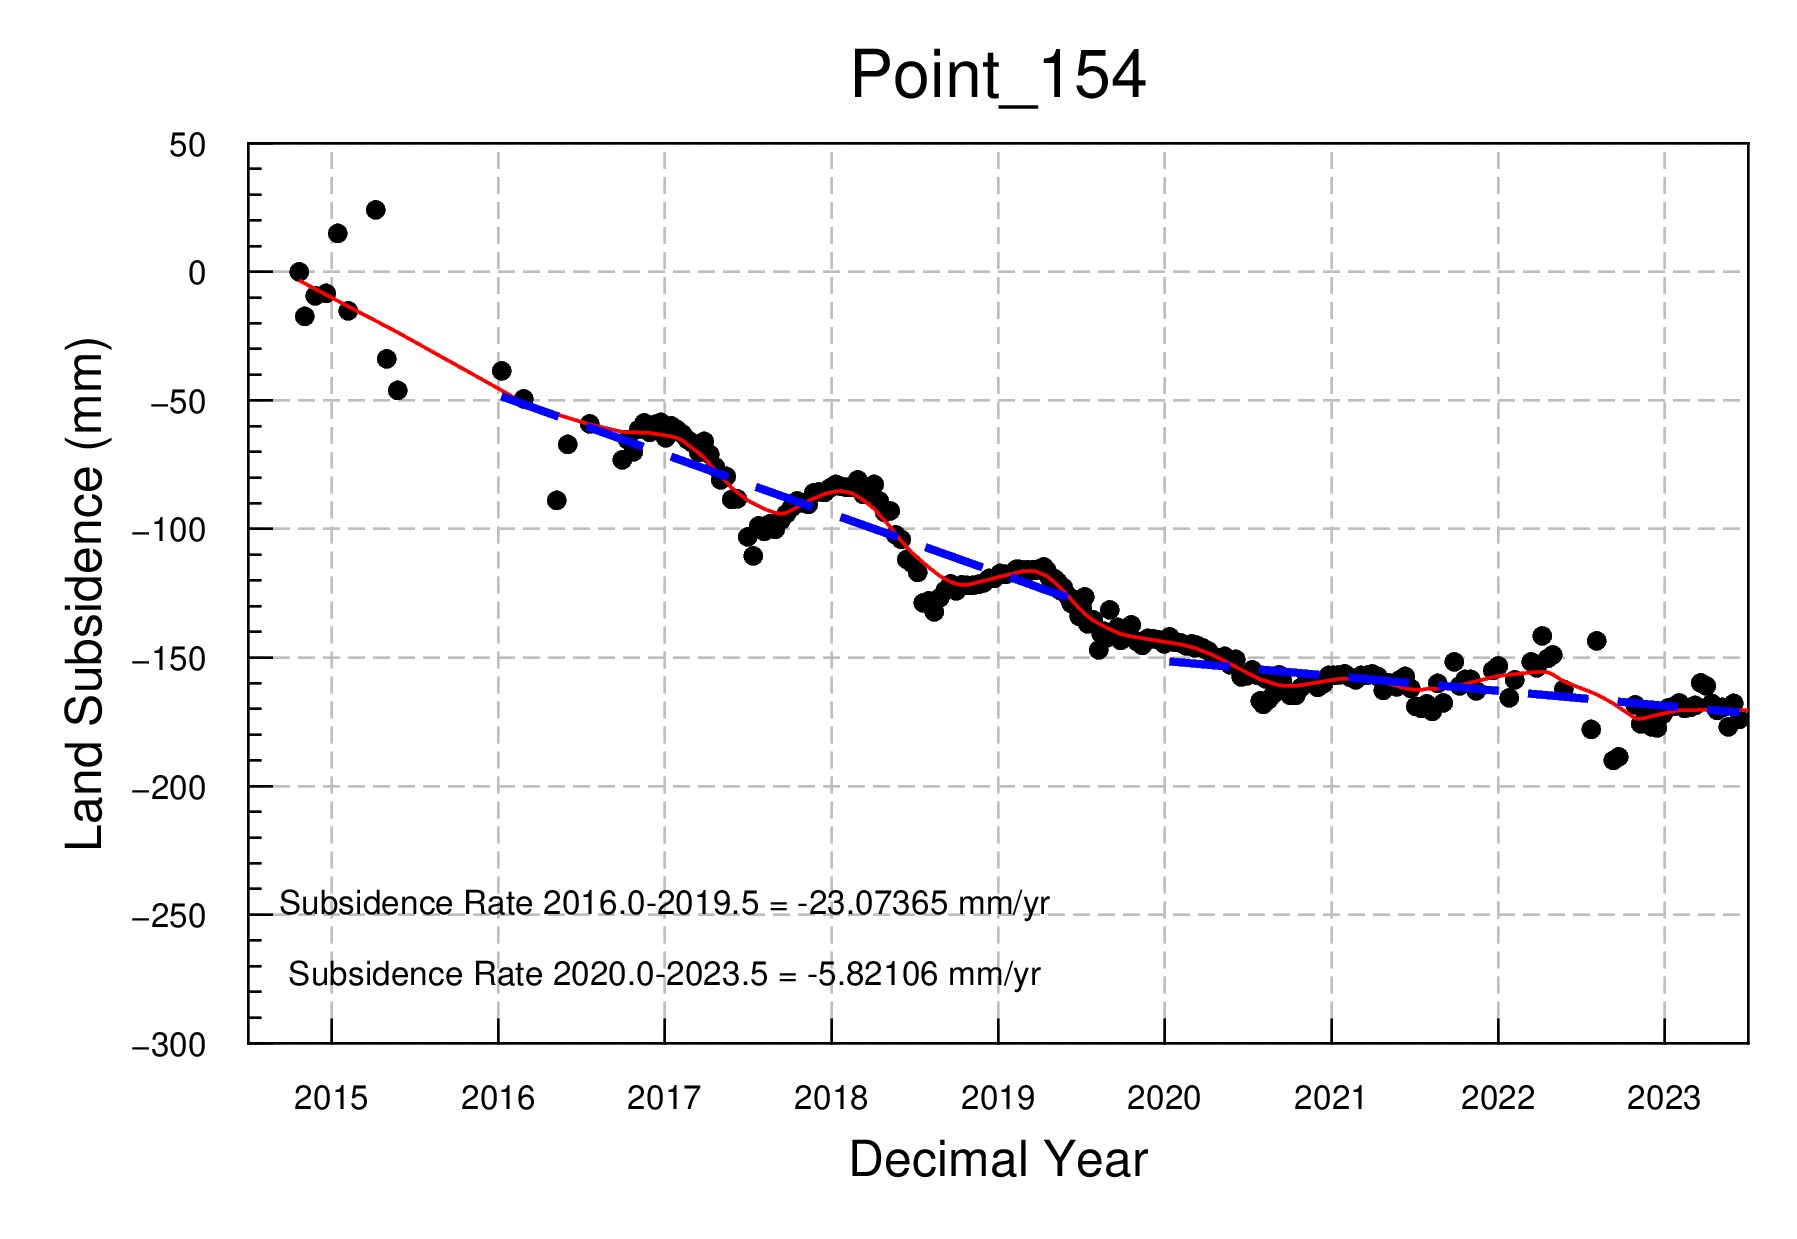 Point_154
50
0
−50
−100
−150
−200
−250
−300
Land Subsidence (mm)
Subsidence Rate 2016.0-2019.5 = -23.07365 mm/yr
Subsidence Rate 2020.0-2023.5 = -5.82106 mm/yr
2015 2016 2017 2018 2019 2020 2021 2022 2023
Decimal Year